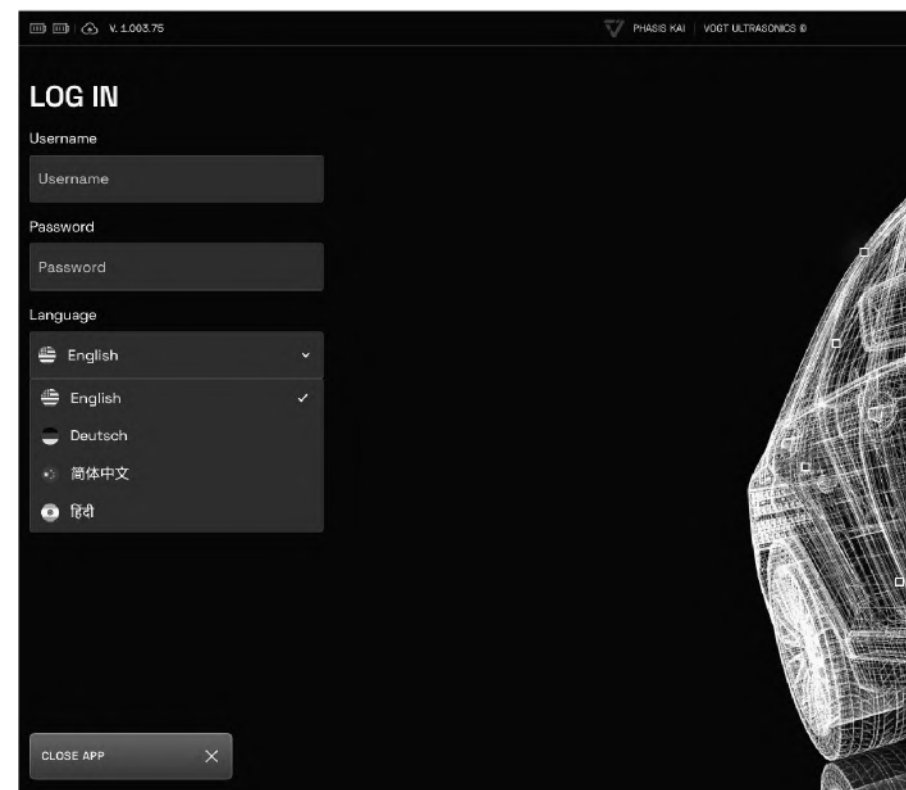 V. 1.003.75
PHASIS KAI | VOGT ULTRASONICS ©
LOG IN
Username
Username
Password
Password
Language
English
English
Deutsch
简体中文
हिंदी
CLOSE APP